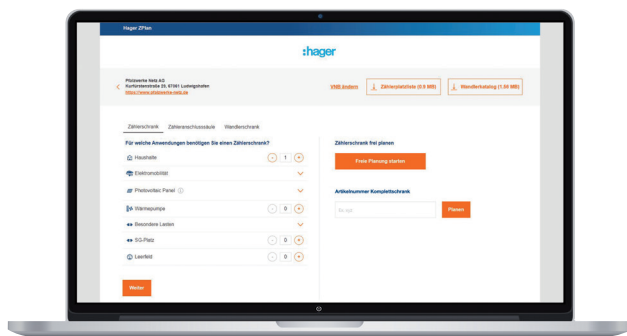 Hager ZPlan
:hager
Pfalzwerke Netz AG
Kurfürstenstraße 29, 67061 Ludwigshafen
https://www.pfalzwerke-netz.de
VNB ändern
Zählerplatzliste (0.9 MB)
Wandlerkatalog (1.88 MB)
Zählerschrank
Zähleranschlusssäule
Wandlerschrank
Für welche Anwendungen benötigen Sie einen Zählerschrank?
Haushalte
- 1 +
Elektromobilität
Photovoltaic Panel
Wärmepumpe
- 0 +
Besondere Lasten
SG-Platz
- 0 +
Leerfeld
- 0 +
Weiter
Zählerschrank frei planen
Freie Planung starten
Artikelnummer Komplettschrank
Planen